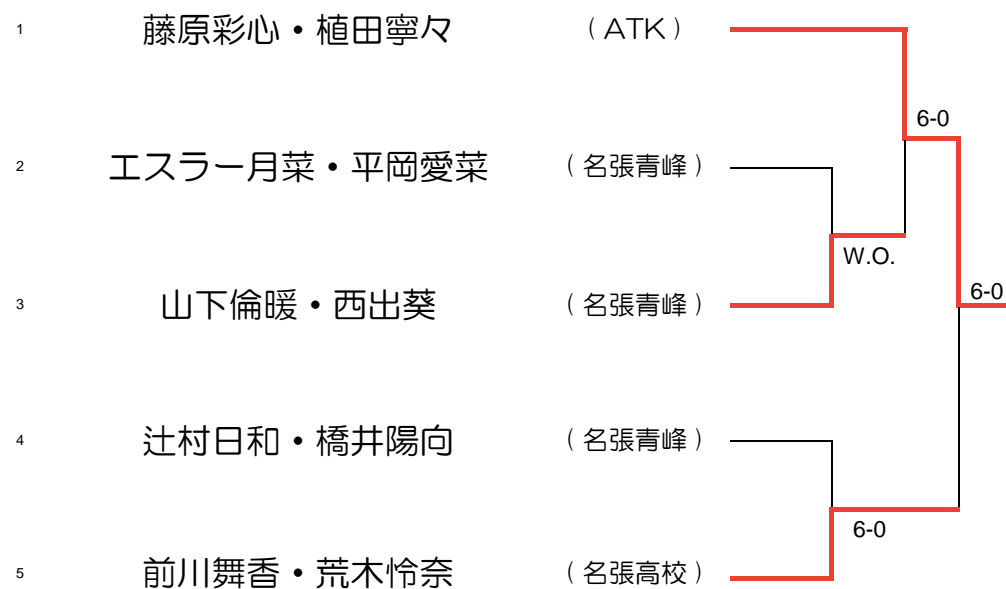 1 藤原彩心・植田寧々 （ATK）
6-0
2 エスラー月菜・平岡愛菜 （名張青峰）
W.O.
3 山下倫暖・西出葵 （名張青峰）
6-0
4 辻村日和・橋井陽向 （名張青峰）
6-0
5 前川舞香・荒木怜奈 （名張高校）